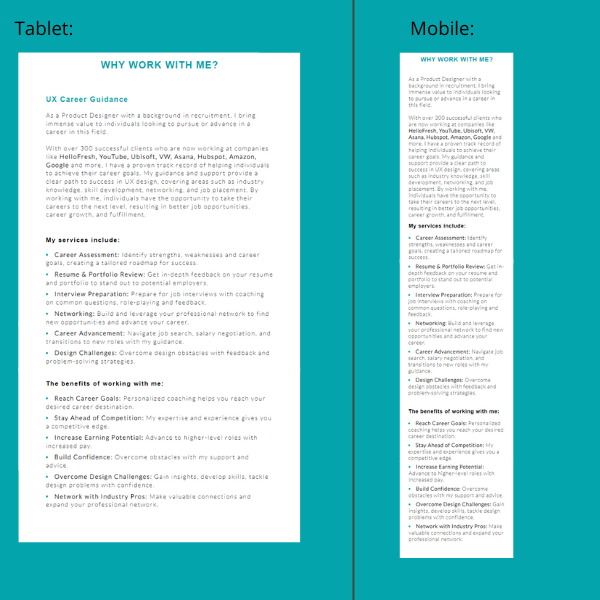 Tablet:
WHY WORK WITH ME?
UX Career Guidance
As a Product Designer with a background in recruitment, I bring
immense value to individuals looking to pursue or advance in a
career in this field.
With over 300 successful clients who are now working at companies
like HelloFresh, YouTube, Ubisoft, VW, Asana, Hubspot, Amazon,
Google and more, I have a proven track record of helping individuals
to achieve their career goals. My guidance and support provide a
clear path to success in UX design, covering areas such as industry
knowledge, skill development, networking, and job placement. By
working with me, individuals have the opportunity to take their
careers to the next level, resulting in better job opportunities,
career growth, and fulfillment.
My services include:
• Career Assessment: Identify strengths, weaknesses and career
goals, creating a tailored roadmap for success.
• Resume & Portfolio Review: Get in-depth feedback on your resume
and portfolio to stand out to potential employers.
• Interview Preparation: Prepare for job interviews with coaching
on common questions, role-playing and feedback.
• Networking: Build and leverage your professional network to find
new opportunities and advance your career.
• Career Advancement: Navigate job search, salary negotiation, and
transitions to new roles with my guidance.
• Design Challenges: Overcome design obstacles with feedback and
problem-solving strategies.
The benefits of working with me:
• Reach Career Goals: Personalized coaching helps you reach your
desired career destination.
• Stay Ahead of Competition: My expertise and experience gives you
a competitive edge.
• Increase Earning Potential: Advance to higher-level roles with
increased pay.
• Build Confidence: Overcome obstacles with my support and
advice.
• Overcome Design Challenges: Gain insights, develop skills, tackle
design problems with confidence.
• Network with Industry Pros: Make valuable connections and
expand your professional network.
Mobile:
WHY WORK WITH ME?
As a Product Designer with a
background in recruitment, I bring
immense value to individuals looking
to pursue or advance in a career in
this field.
With over 300 successful clients who
are now working at companies like
HelloFresh, YouTube, Ubisoft, VW,
Asana, Hubspot, Amazon, Google and
more, I have a proven track record of
helping individuals to achieve their
career goals. My guidance and
support provide a clear path to
success in UX design, covering areas
such as industry knowledge, skill
development, networking, and job
placement. By working with me,
individuals have the opportunity to
take their careers to the next level,
resulting in better job opportunities,
career growth, and fulfillment.
My services include:
• Career Assessment: Identify
strengths, weaknesses and career
goals, creating a tailored roadmap for
success.
• Resume & Portfolio Review: Get in-
depth feedback on your resume and
portfolio to stand out to potential
employers.
• Interview Preparation: Prepare for
job interviews with coaching on
common questions, role-playing and
feedback.
• Networking: Build and leverage
your professional network to find new
opportunities and advance your
career.
• Career Advancement: Navigate job
search, salary negotiation, and
transitions to new roles with my
guidance.
• Design Challenges: Overcome
design obstacles with feedback and
problem-solving strategies.
The benefits of working with me:
• Reach Career Goals: Personalized
coaching helps you reach your desired
career destination.
• Stay Ahead of Competition: My
expertise and experience gives you a
competitive edge.
• Increase Earning Potential:
Advance to higher-level roles with
increased pay.
• Build Confidence: Overcome
obstacles with my support and advice.
• Overcome Design Challenges: Gain
insights, develop skills, tackle design
problems with confidence.
• Network with Industry Pros: Make
valuable connections and expand your
professional network.